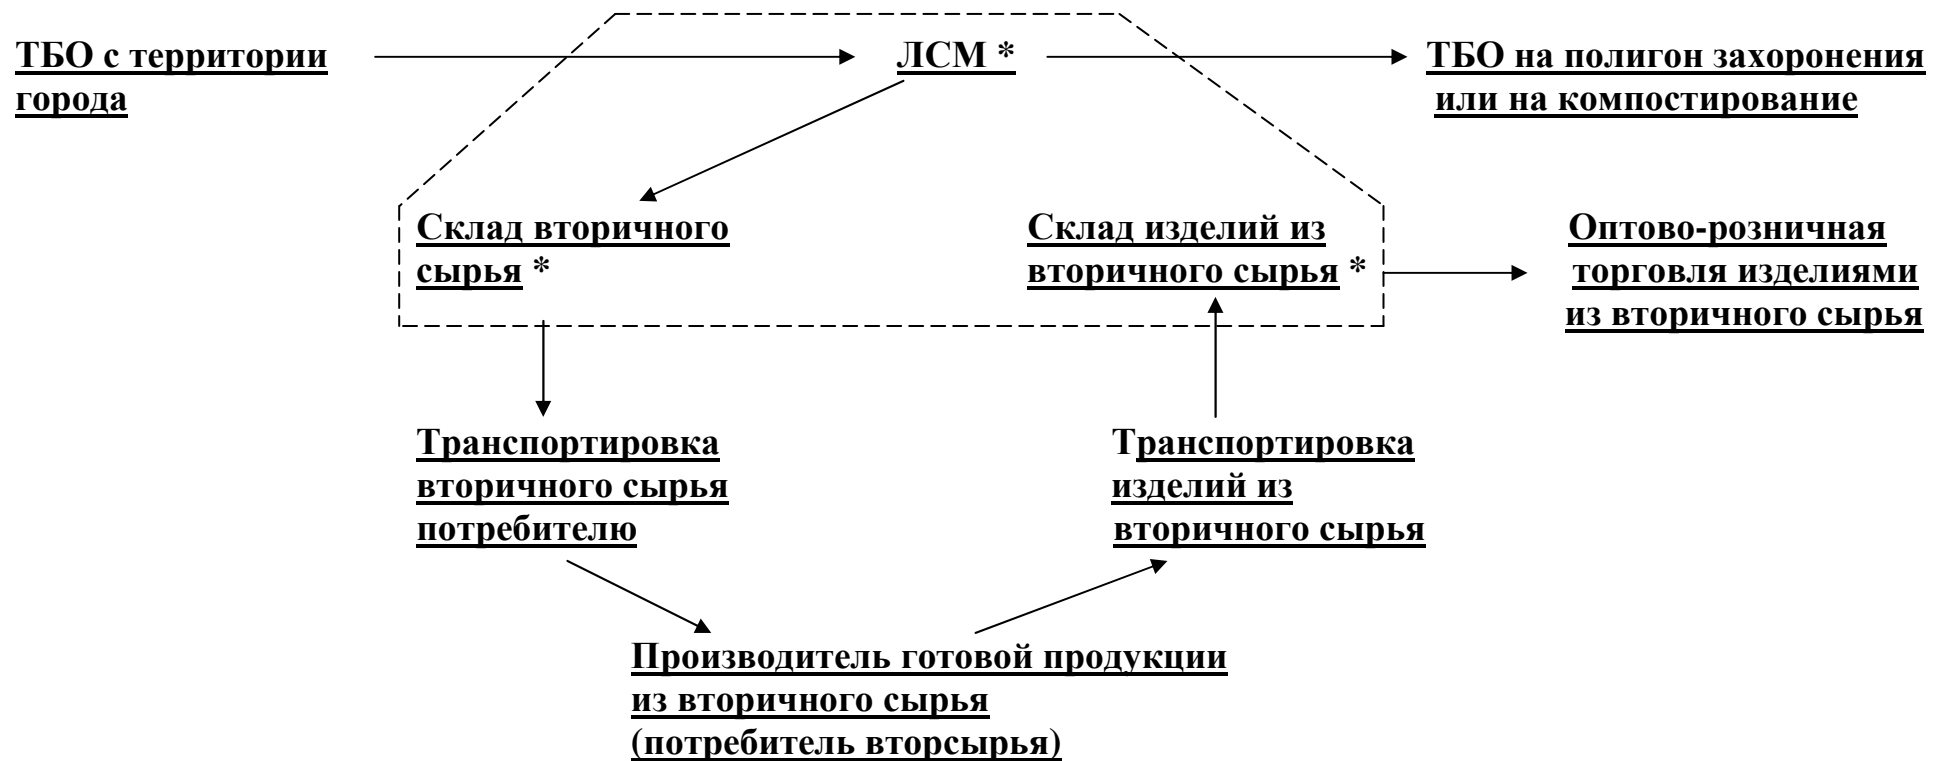 ТБО с территории
города
ЛСМ *
ТБО на полигон захоронения
или на компостирование
Склад вторичного
сырья *
Склад изделий из
вторичного сырья *
Оптово-розничная
торговля изделиями
из вторичного сырья
Транспортировка
вторичного сырья
потребителю
Транспортировка
изделий из
вторичного сырья
Производитель готовой продукции
из вторичного сырья
(потребитель вторсырья)